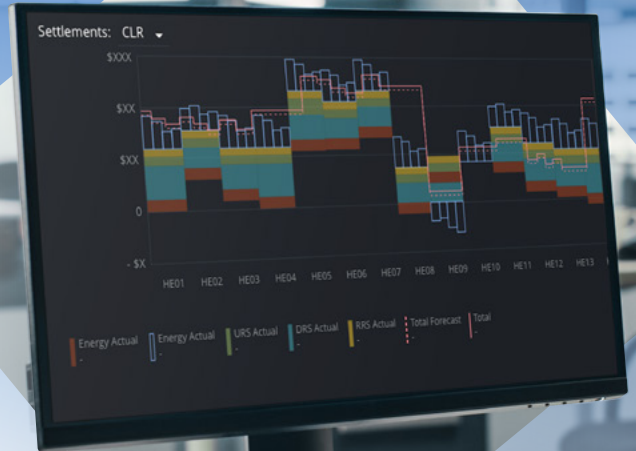 Settlements: CLR
$XXX
$XX
$XX
0
- $X
HE01 HE02 HE03 HE04 HE05 HE06 HE07 HE08 HE09 HE10 HE11 HE12 HE13
Energy Actual Energy Actual URS Actual DRS Actual RRS Actual Total Forecast Total
- - - - - - -